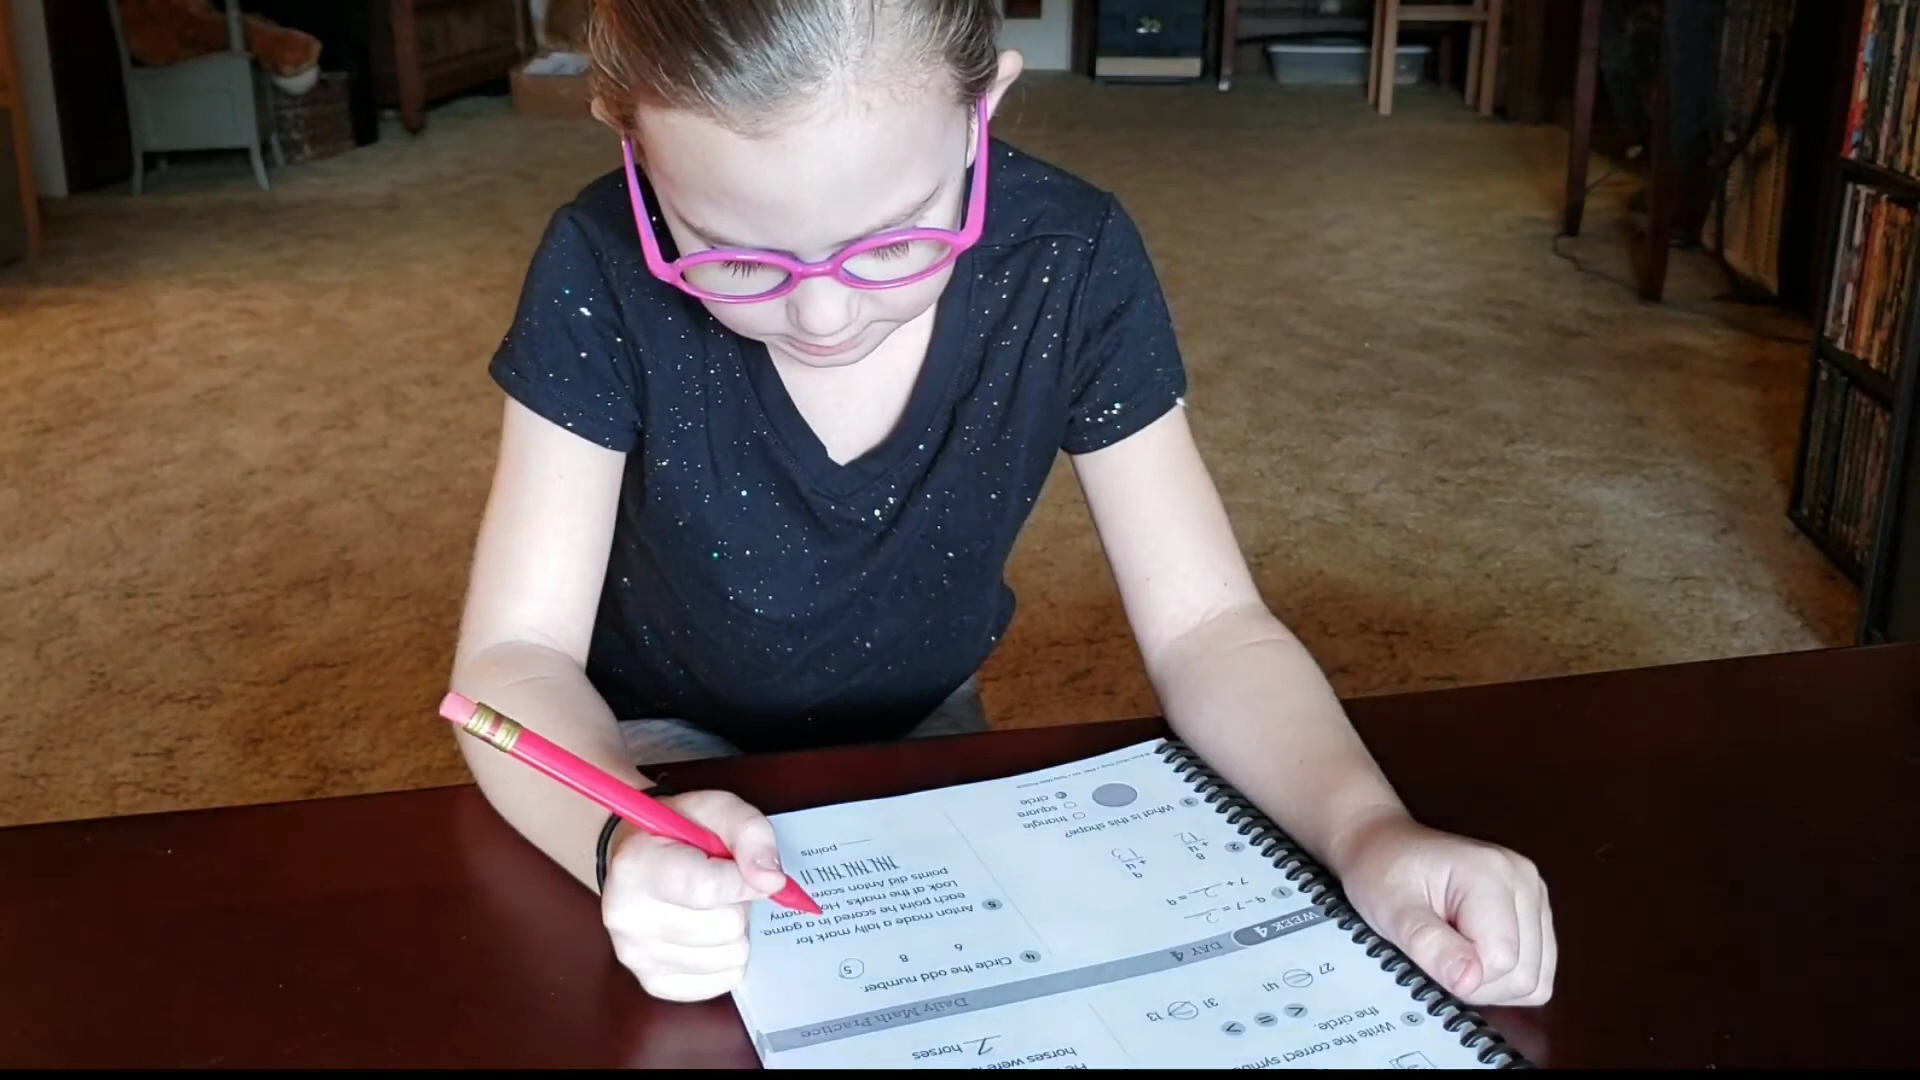 3 Write the correct
the circle.
> = <
27 41 31 13
horses were
2 horses
WEEK 4 DAY 4 Daily Math Practice
1 9 - 7 = 2
7 + 2 = 9
2 8 9
+ 4 + 4
12 13
3 What is this shape?
triangle
square
circle
4 Circle the odd number.
6 8 5
5 Anton made a tally mark for
each point he scored in a game.
Look at the marks. How many
points did Anton score
points